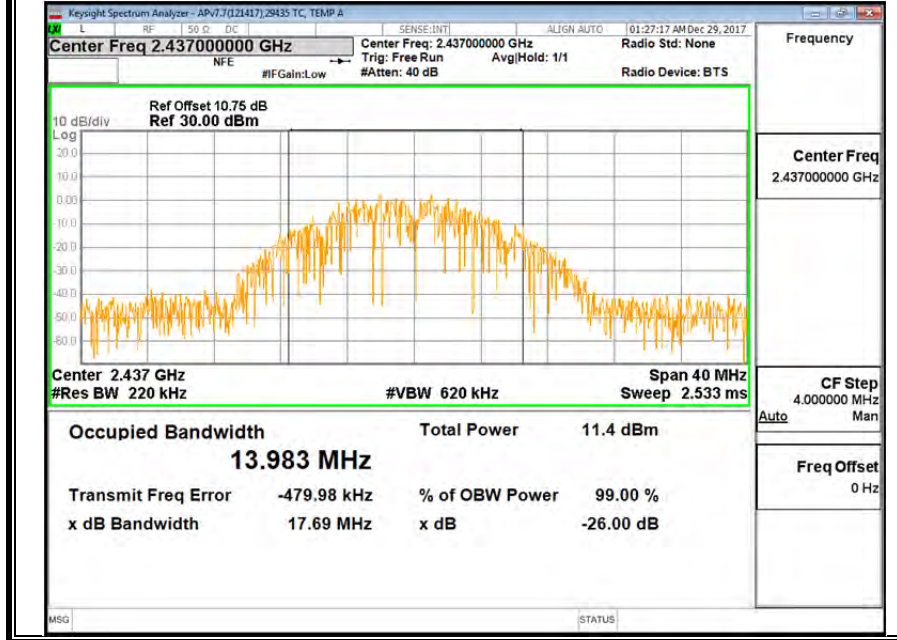 Keysight Spectrum Analyzer - APv7.7(121417),29435 TC, TEMP A
LXI L RF 50 Ω DC SENSE:INT ALIGN AUTO 01:27:17 AM Dec 29, 2017
Center Freq 2.437000000 GHz
Center Freq: 2.437000000 GHz
Radio Std: None
NFE
Trig: Free Run
Avg|Hold: 1/1
#IFGain:Low
#Atten: 40 dB
Radio Device: BTS
Ref Offset 10.75 dB
10 dB/div
Ref 30.00 dBm
Log
20.0
10.0
0.00
-10.0
-20.0
-30.0
-40.0
-50.0
-60.0
Center 2.437 GHz
Span 40 MHz
#Res BW 220 kHz
#VBW 620 kHz
Sweep 2.533 ms
Occupied Bandwidth
Total Power
11.4 dBm
13.983 MHz
Transmit Freq Error
-479.98 kHz
% of OBW Power
99.00 %
x dB Bandwidth
17.69 MHz
x dB
-26.00 dB
MSG
STATUS
Frequency
Center Freq
2.437000000 GHz
CF Step
4.000000 MHz
Auto Man
Freq Offset
0 Hz